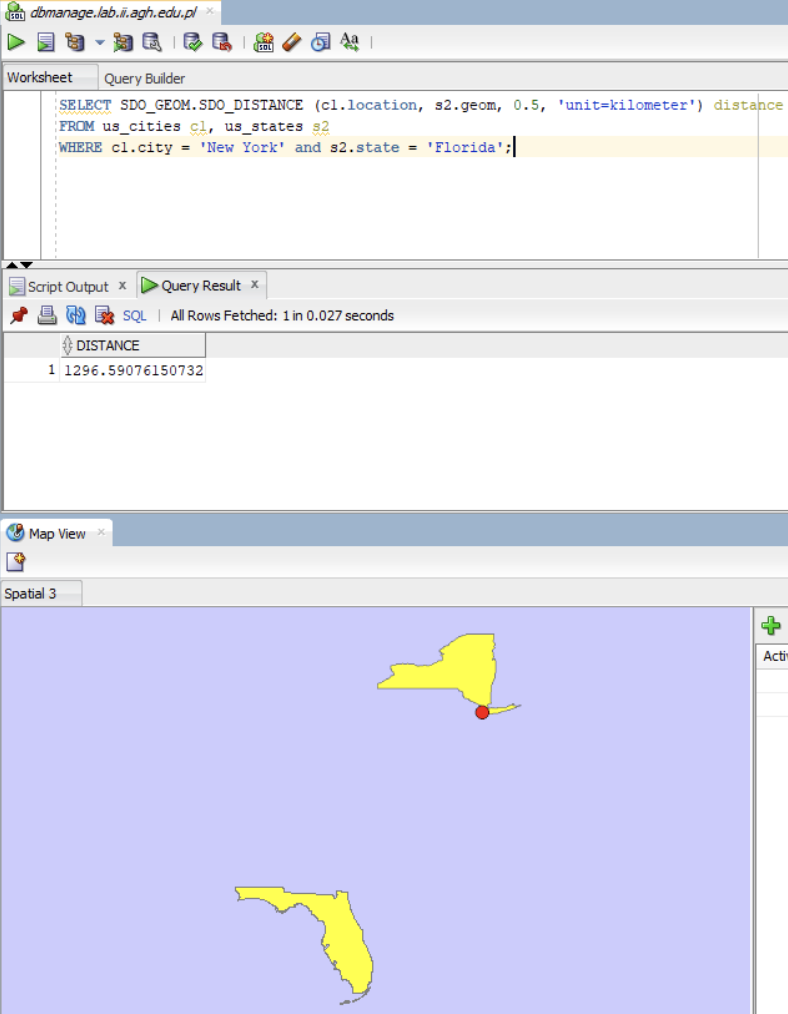 dbmanage.lab.ii.agh.edu.pl
Worksheet Query Builder
SELECT SDO_GEOM.SDO_DISTANCE (c1.location, s2.geom, 0.5, 'unit=kilometer') distance
FROM us_cities c1, us_states s2
WHERE c1.city = 'New York' and s2.state = 'Florida';
Script Output x Query Result x
SQL | All Rows Fetched: 1 in 0.027 seconds
DISTANCE
1 1296.59076150732
Map View
Spatial 3
Acti